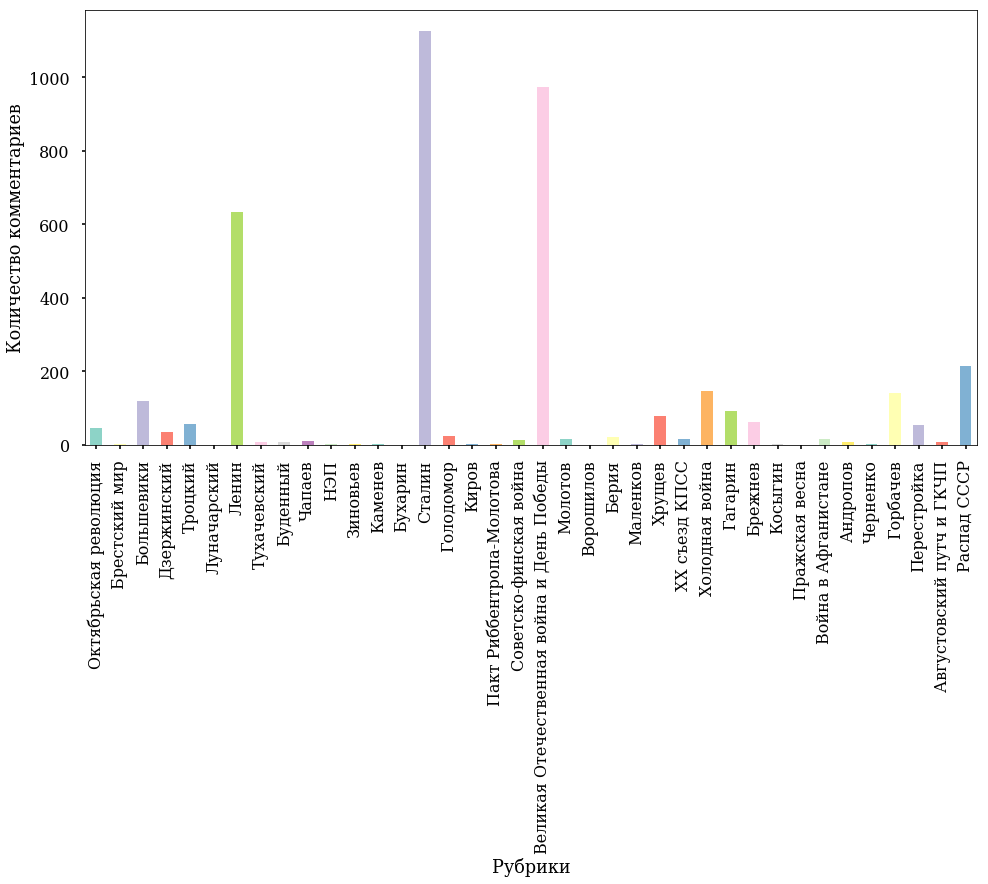 Количество комментариев
1000
800
600
400
200
0
Октябрьская революция
Брестский мир
Большевики
Дзержинский
Троцкий
Луначарский
Ленин
Тухачевский
Буденный
Чапаев
НЭП
Зиновьев
Каменев
Бухарин
Сталин
Голодомор
Киров
Пакт Риббентропа-Молотова
Советско-финская война
Великая Отечественная война и День Победы
Молотов
Ворошилов
Берия
Маленков
Хрущев
XX съезд КПСС
Холодная война
Гагарин
Брежнев
Косыгин
Пражская весна
Война в Афганистане
Андропов
Черненко
Горбачев
Перестройка
Августовский путч и ГКЧП
Распад СССР
Рубрики